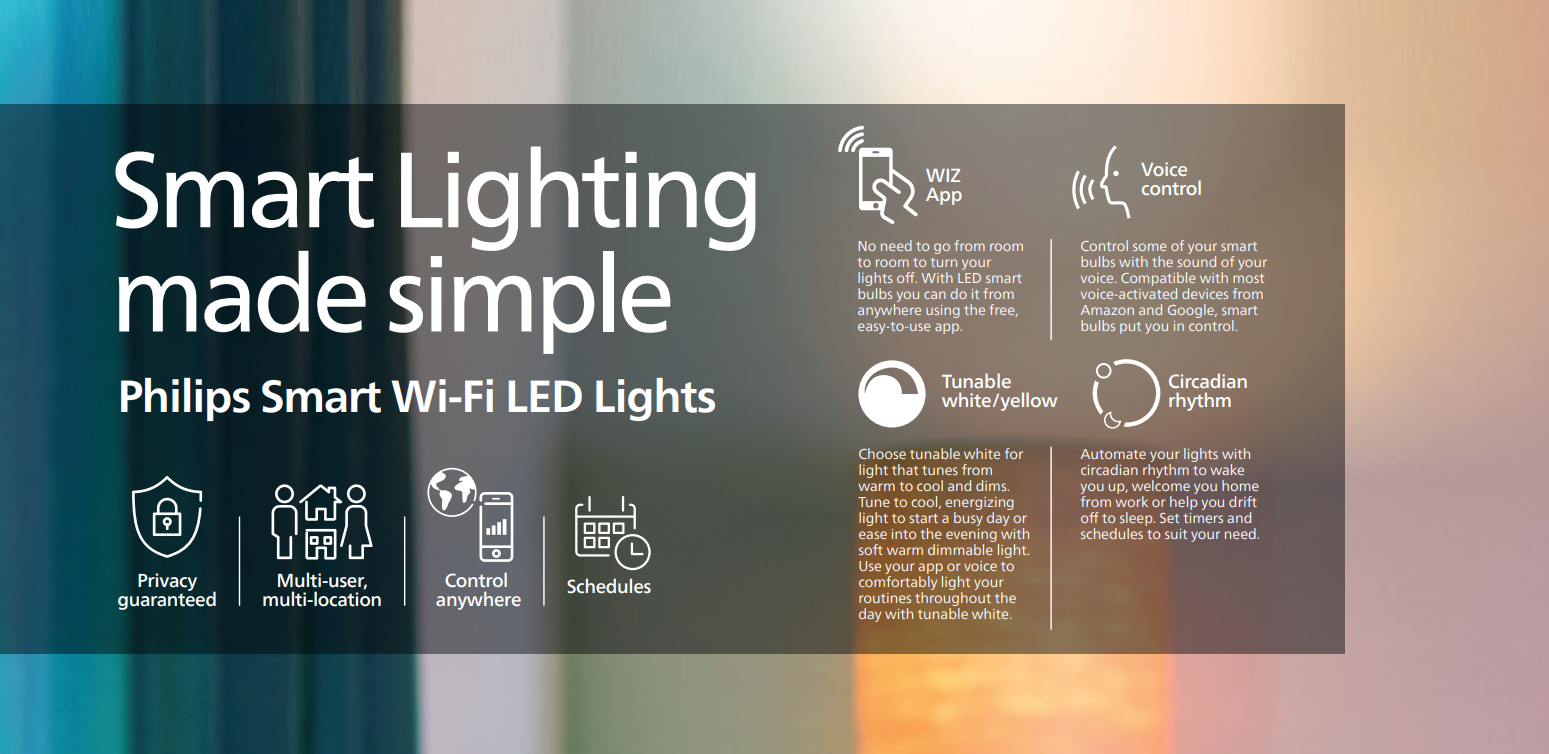 Smart Lighting
made simple
Philips Smart Wi-Fi LED Lights
Privacy
guaranteed
Multi-user,
multi-location
Control
anywhere
Schedules
WIZ
App
No need to go from room
to room to turn your
lights off. With LED smart
bulbs you can do it from
anywhere using the free,
easy-to-use app.
Voice
control
Control some of your smart
bulbs with the sound of your
voice. Compatible with most
voice-activated devices from
Amazon and Google, smart
bulbs put you in control.
Tunable
white/yellow
Choose tunable white for
light that tunes from
warm to cool and dims.
Tune to cool, energizing
light to start a busy day or
ease into the evening with
soft warm dimmable light.
Use your app or voice to
comfortably light your
routines throughout the
day with tunable white.
Circadian
rhythm
Automate your lights with
circadian rhythm to wake
you up, welcome you home
from work or help you drift
off to sleep. Set timers and
schedules to suit your need.